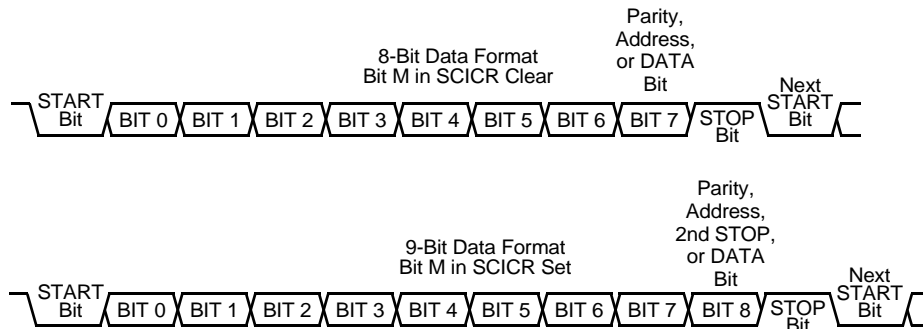 Parity,
Address,
or DATA
Bit
8-Bit Data Format
Bit M in SCICR Clear
START
Bit
BIT 0 BIT 1 BIT 2 BIT 3 BIT 4 BIT 5 BIT 6 BIT 7
STOP
Bit
Next
START
Bit
Parity,
Address,
2nd STOP,
or DATA
Bit
9-Bit Data Format
Bit M in SCICR Set
START
Bit
BIT 0 BIT 1 BIT 2 BIT 3 BIT 4 BIT 5 BIT 6 BIT 7 BIT 8
STOP
Bit
Next
START
Bit